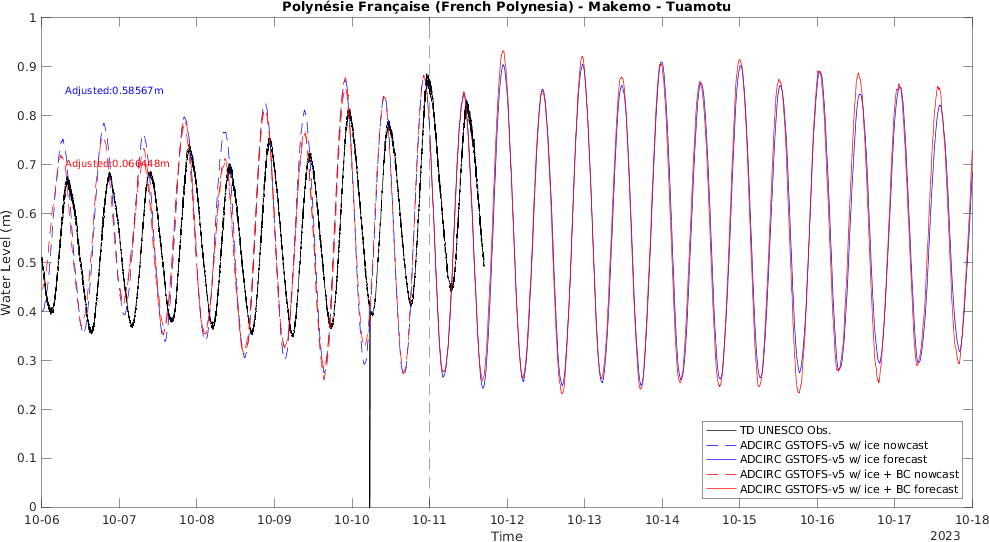 Polynésie Française (French Polynesia) - Makemo - Tuamotu
1
0.9
0.8
0.7
0.6
0.5
0.4
0.3
0.2
0.1
0
Water Level (m)
Adjusted:0.58567m
Adjusted:0.066448m
TD UNESCO Obs.
ADCIRC GSTOFS-v5 w/ ice nowcast
ADCIRC GSTOFS-v5 w/ ice forecast
ADCIRC GSTOFS-v5 w/ ice + BC nowcast
ADCIRC GSTOFS-v5 w/ ice + BC forecast
10-06 10-07 10-08 10-09 10-10 10-11 10-12 10-13 10-14 10-15 10-16 10-17 10-18
Time
2023